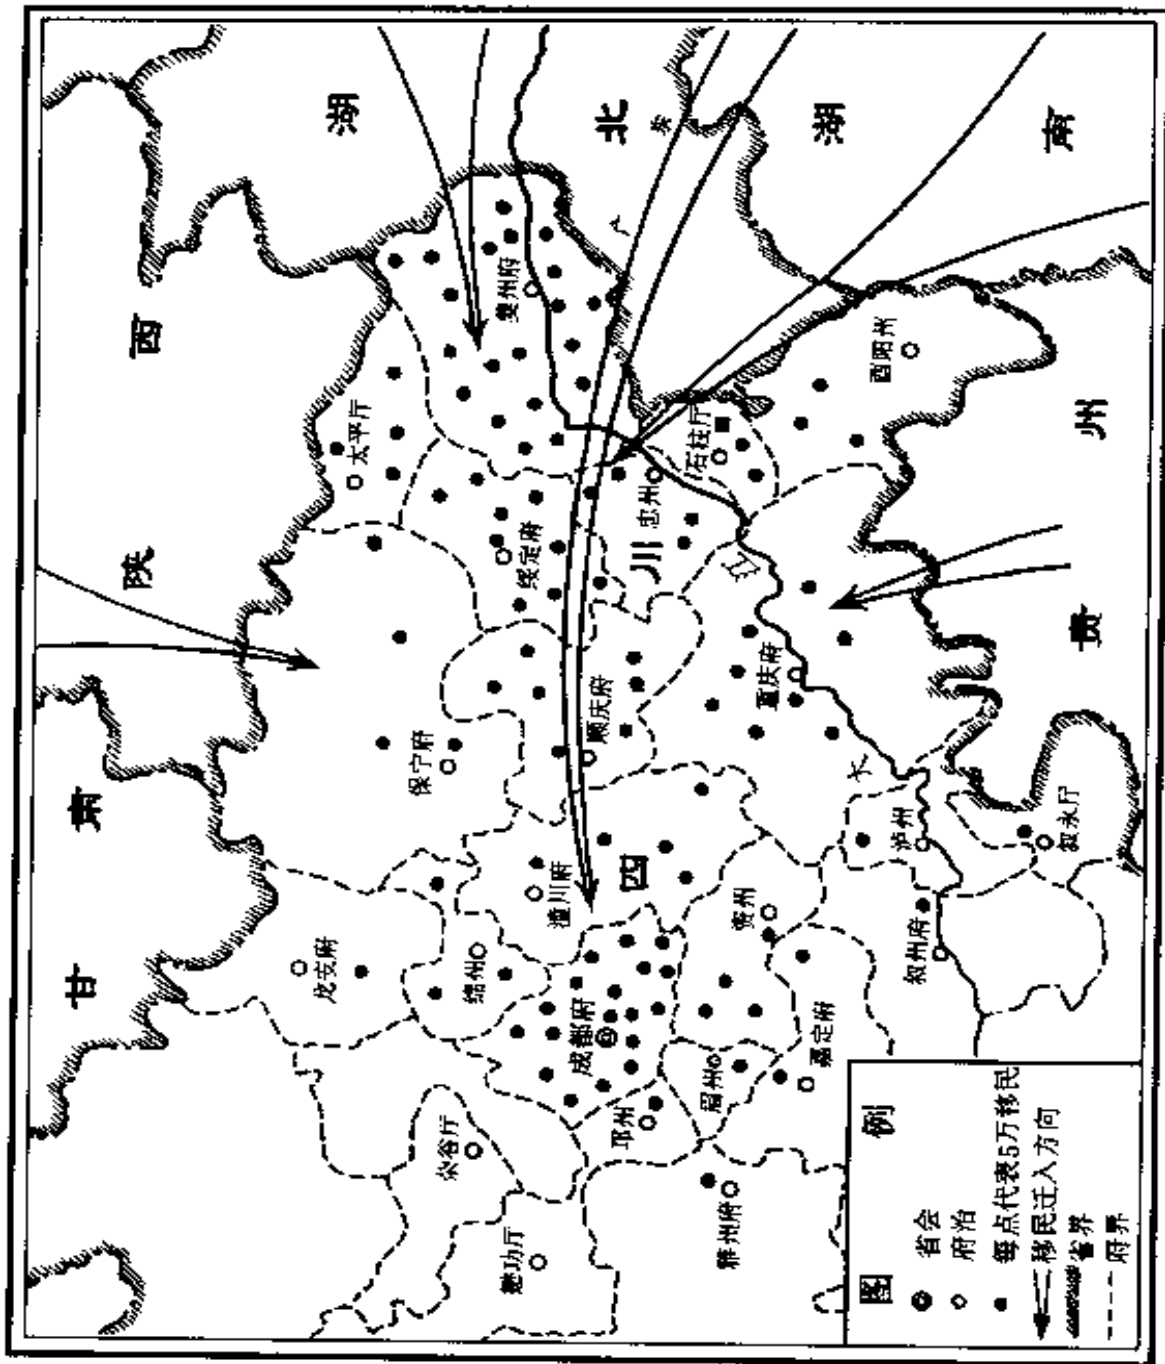 湖
北
湖
南
西
陕
肃
甘
州
贵
四
川
长
江
广
东
夔州府
太平厅
绥定府
忠州
石柱厅
酉阳州
保宁府
顺庆府
重庆府
龙安府
绵州
潼川府
资州
泸州
叙永厅
叙州府
成都府
嘉定府
眉州
邛州
杂谷厅
懋功厅
雅州府
图例
省会
府治
每点代表5万移民
移民迁入方向
省界
府界